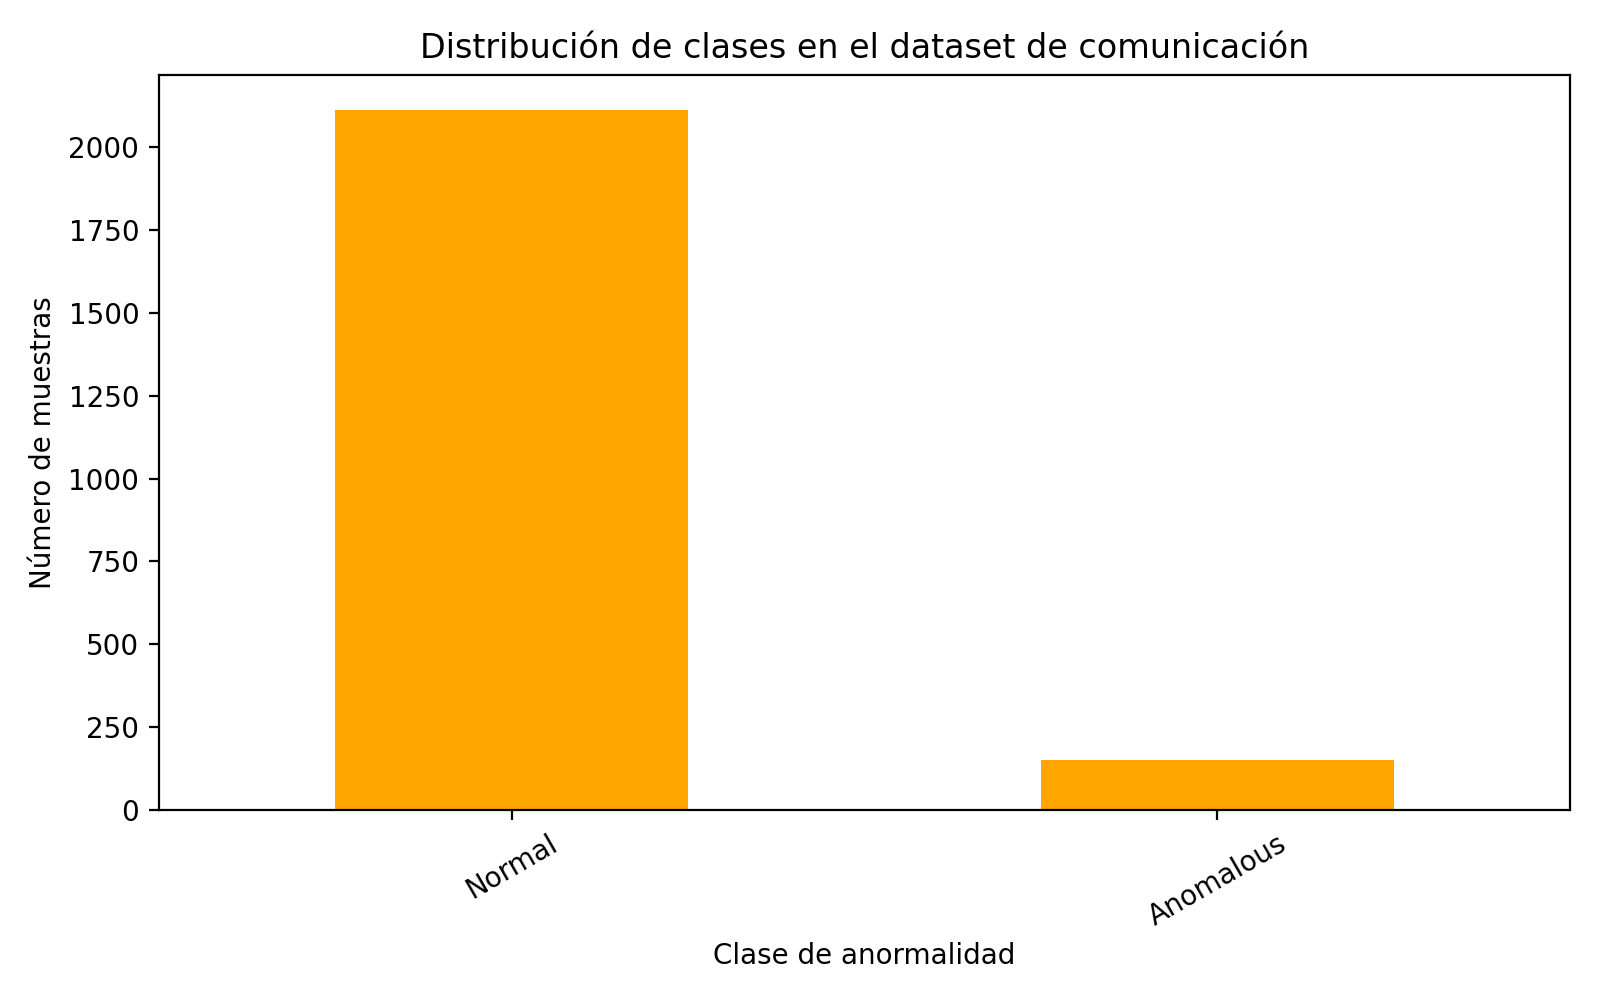 Distribución de clases en el dataset de comunicación
Número de muestras
2000
1750
1500
1250
1000
750
500
250
0
Normal
Anomalous
Clase de anormalidad